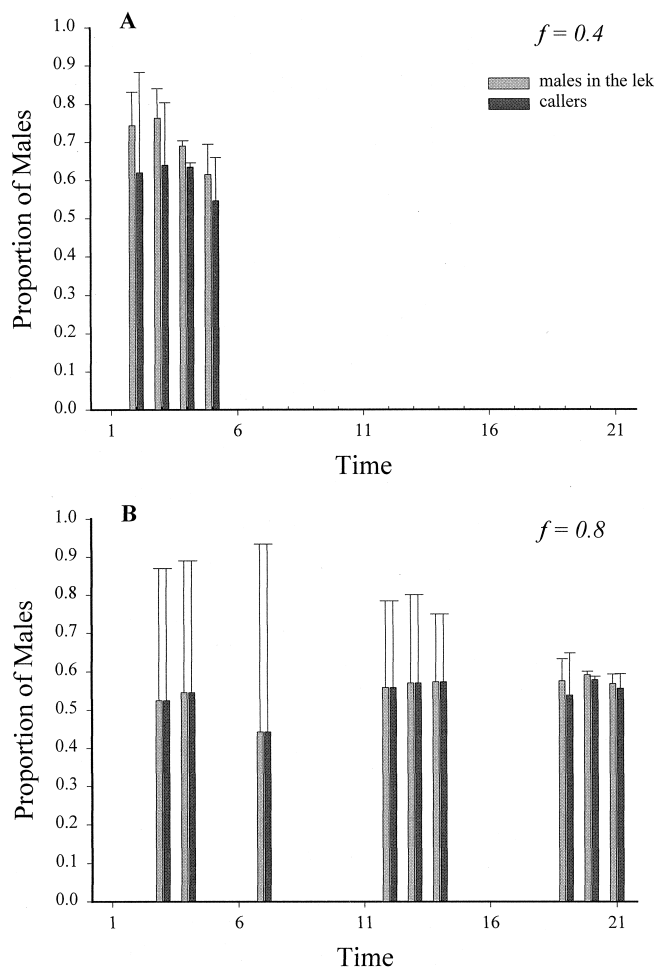 A
f = 0.4
males in the lek
callers
1.0
0.9
0.8
0.7
0.6
0.5
0.4
0.3
0.2
0.1
0.0
Proportion of Males
1 6 11 16 21
Time
B
f = 0.8
1.0
0.9
0.8
0.7
0.6
0.5
0.4
0.3
0.2
0.1
0.0
Proportion of Males
1 6 11 16 21
Time